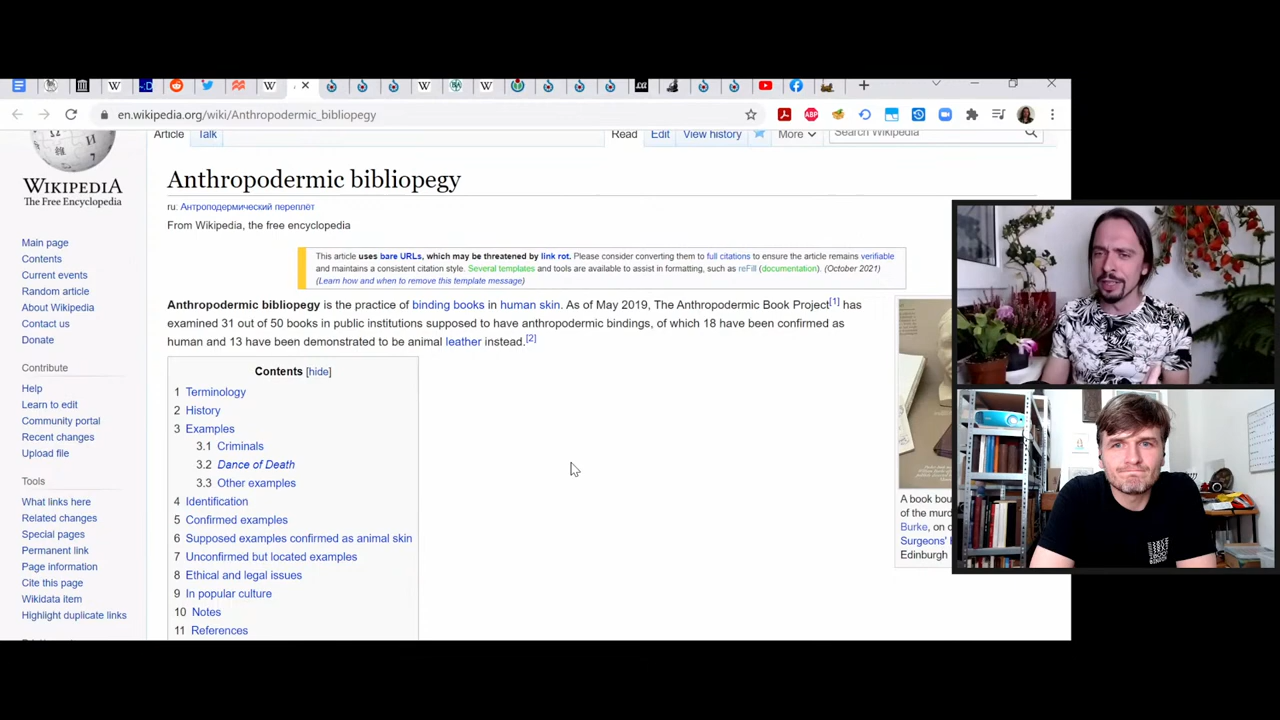 en.wikipedia.org/wiki/Anthropodermic_bibliopegy
Article Talk Read Edit View history More Search Wikipedia
WIKIPEDIA
The Free Encyclopedia
Main page
Contents
Current events
Random article
About Wikipedia
Contact us
Donate
Contribute
Help
Learn to edit
Community portal
Recent changes
Upload file
Tools
What links here
Related changes
Special pages
Permanent link
Page information
Cite this page
Wikidata item
Highlight duplicate links
Anthropodermic bibliopegy
ru: Антроподермический переплёт
From Wikipedia, the free encyclopedia
This article uses bare URLs, which may be threatened by link rot. Please consider converting them to full citations to ensure the article remains verifiable
and maintains a consistent citation style. Several templates and tools are available to assist in formatting, such as reFill (documentation). (October 2021)
(Learn how and when to remove this template message)
Anthropodermic bibliopegy is the practice of binding books in human skin. As of May 2019, The Anthropodermic Book Project[1] has
examined 31 out of 50 books in public institutions supposed to have anthropodermic bindings, of which 18 have been confirmed as
human and 13 have been demonstrated to be animal leather instead.[2]
Contents [hide]
1 Terminology
2 History
3 Examples
3.1 Criminals
3.2 Dance of Death
3.3 Other examples
4 Identification
5 Confirmed examples
6 Supposed examples confirmed as animal skin
7 Unconfirmed but located examples
8 Ethical and legal issues
9 In popular culture
10 Notes
11 References
A book bou
of the murd
Burke, on d
Surgeons'
Edinburgh